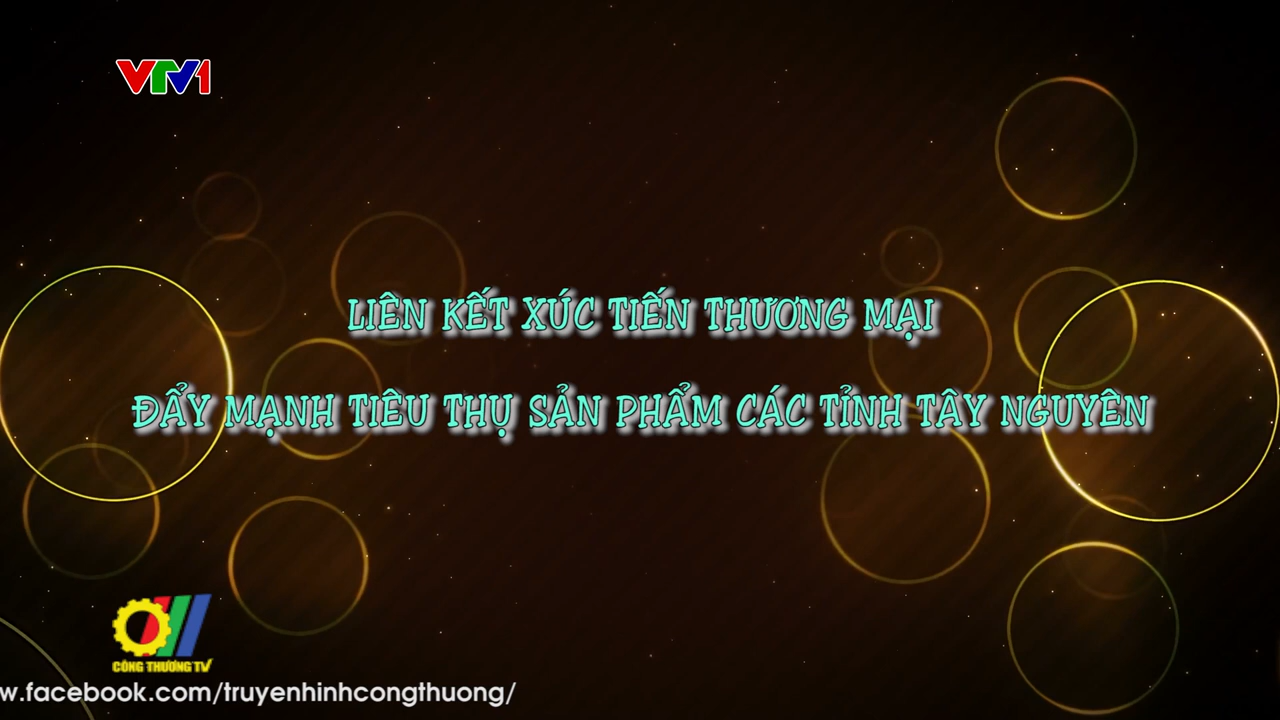 VTV1
LIÊN KẾT XÚC TIẾN THƯƠNG MẠI
ĐẨY MẠNH TIÊU THỤ SẢN PHẨM CÁC TỈNH TÂY NGUYÊN
CÔNG THƯƠNG TV
w.facebook.com/truyenhinhcongthuong/